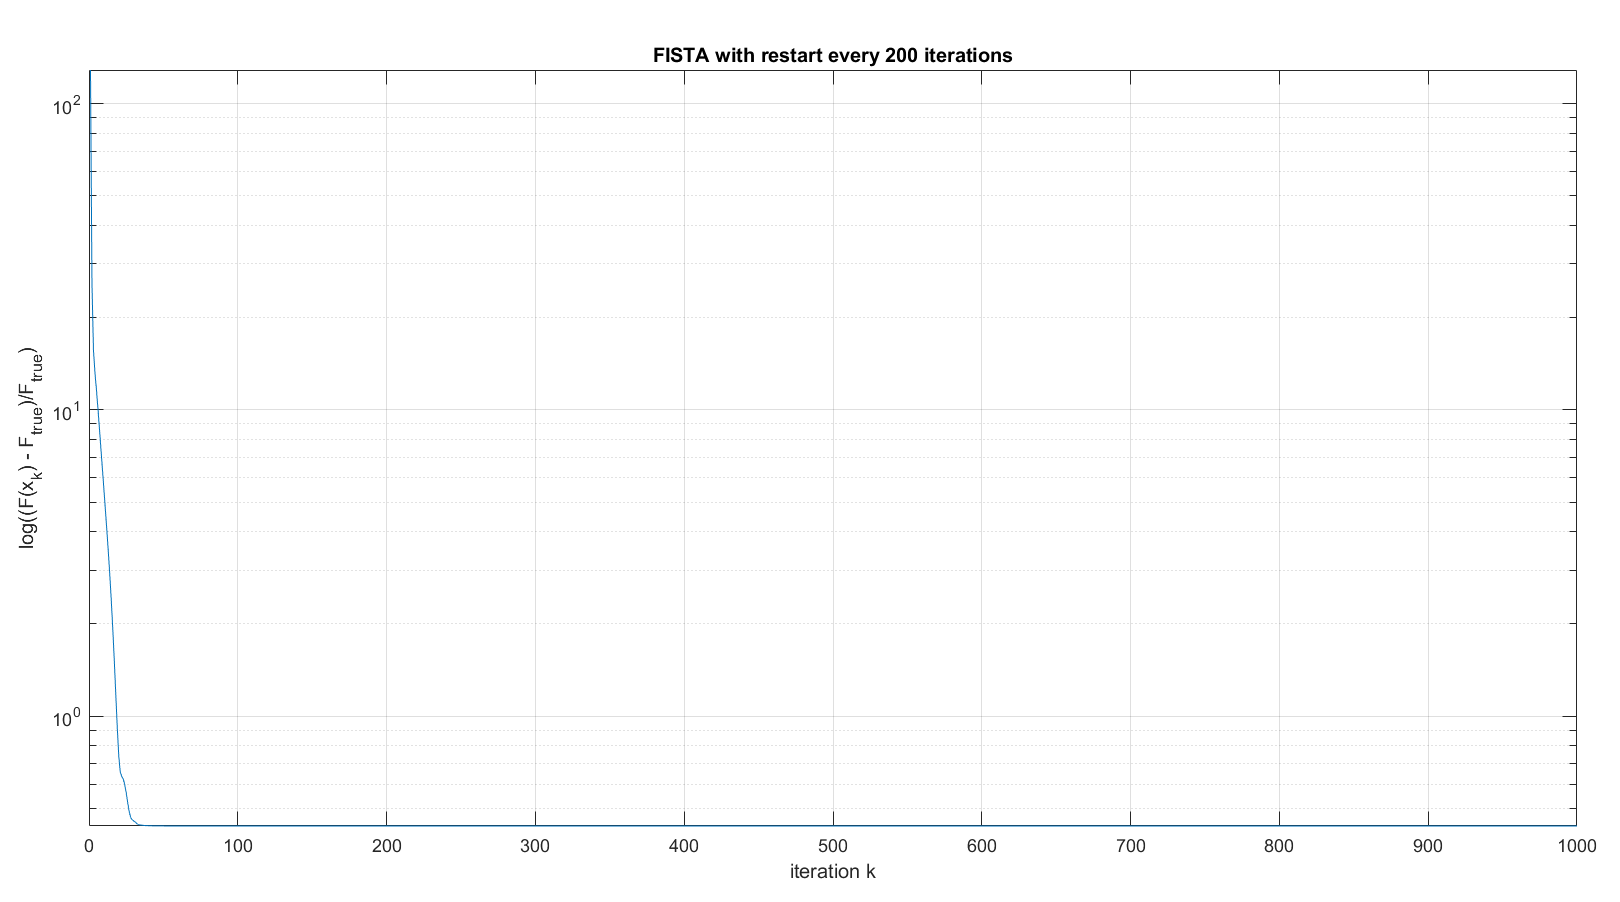 FISTA with restart every 200 iterations
log((F(x_k) - F_true)/F_true)
10^2
10^1
10^0
0 100 200 300 400 500 600 700 800 900 1000
iteration k